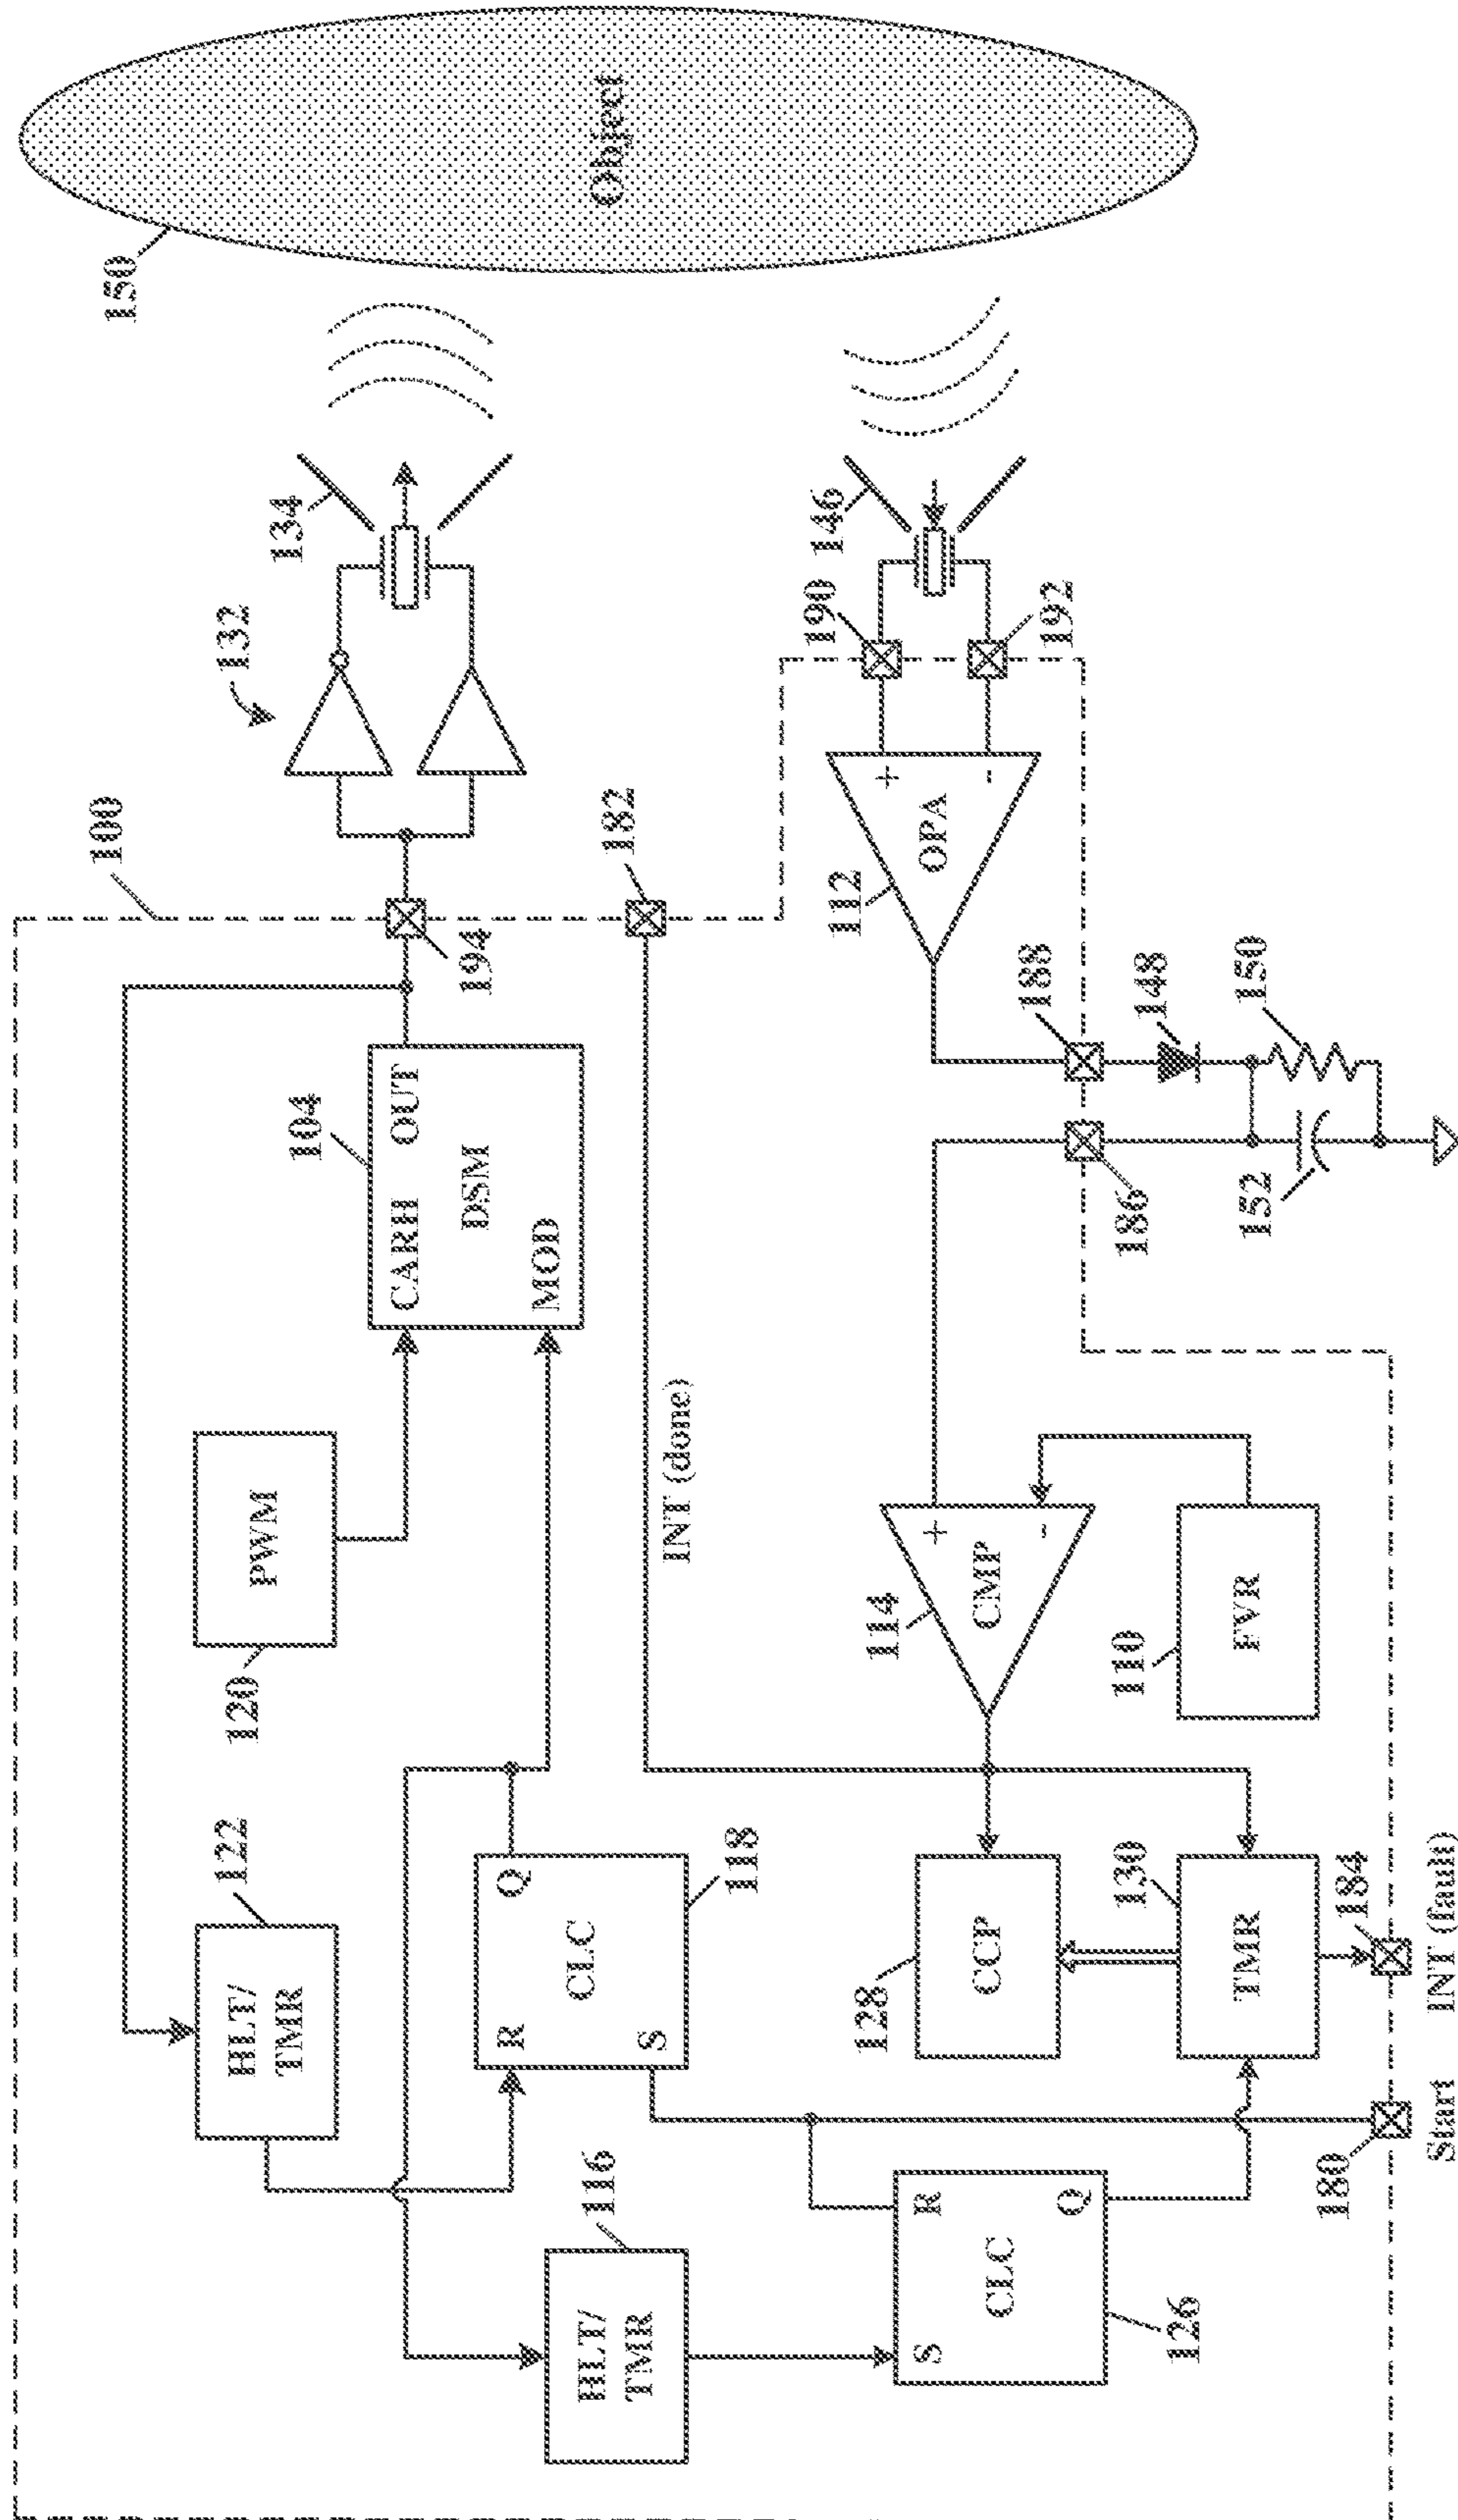 100
HLT/
TMR
122
PWM
120
CARH OUT
DSM
MOD
104
194
132
134
150
Object
HLT/
TMR
116
R
Q
CLC
S
118
INT (done)
182
S
R
CLC
Q
126
CCP
128
TMR
130
+
-
CMP
114
FVR
110
+
-
OPA
112
190
192
146
186
188
148
150
152
180
Start
184
INT (fault)